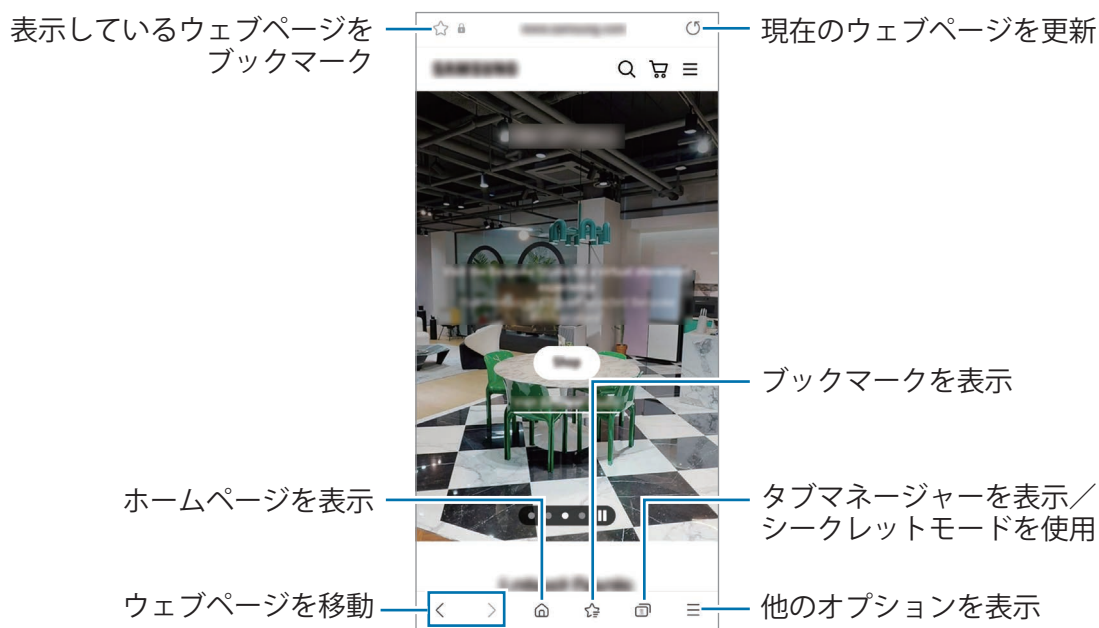 表示しているウェブページを
ブックマーク
現在のウェブページを更新
ブックマークを表示
ホームページを表示
タブマネージャーを表示／
シークレットモードを使用
ウェブページを移動
他のオプションを表示